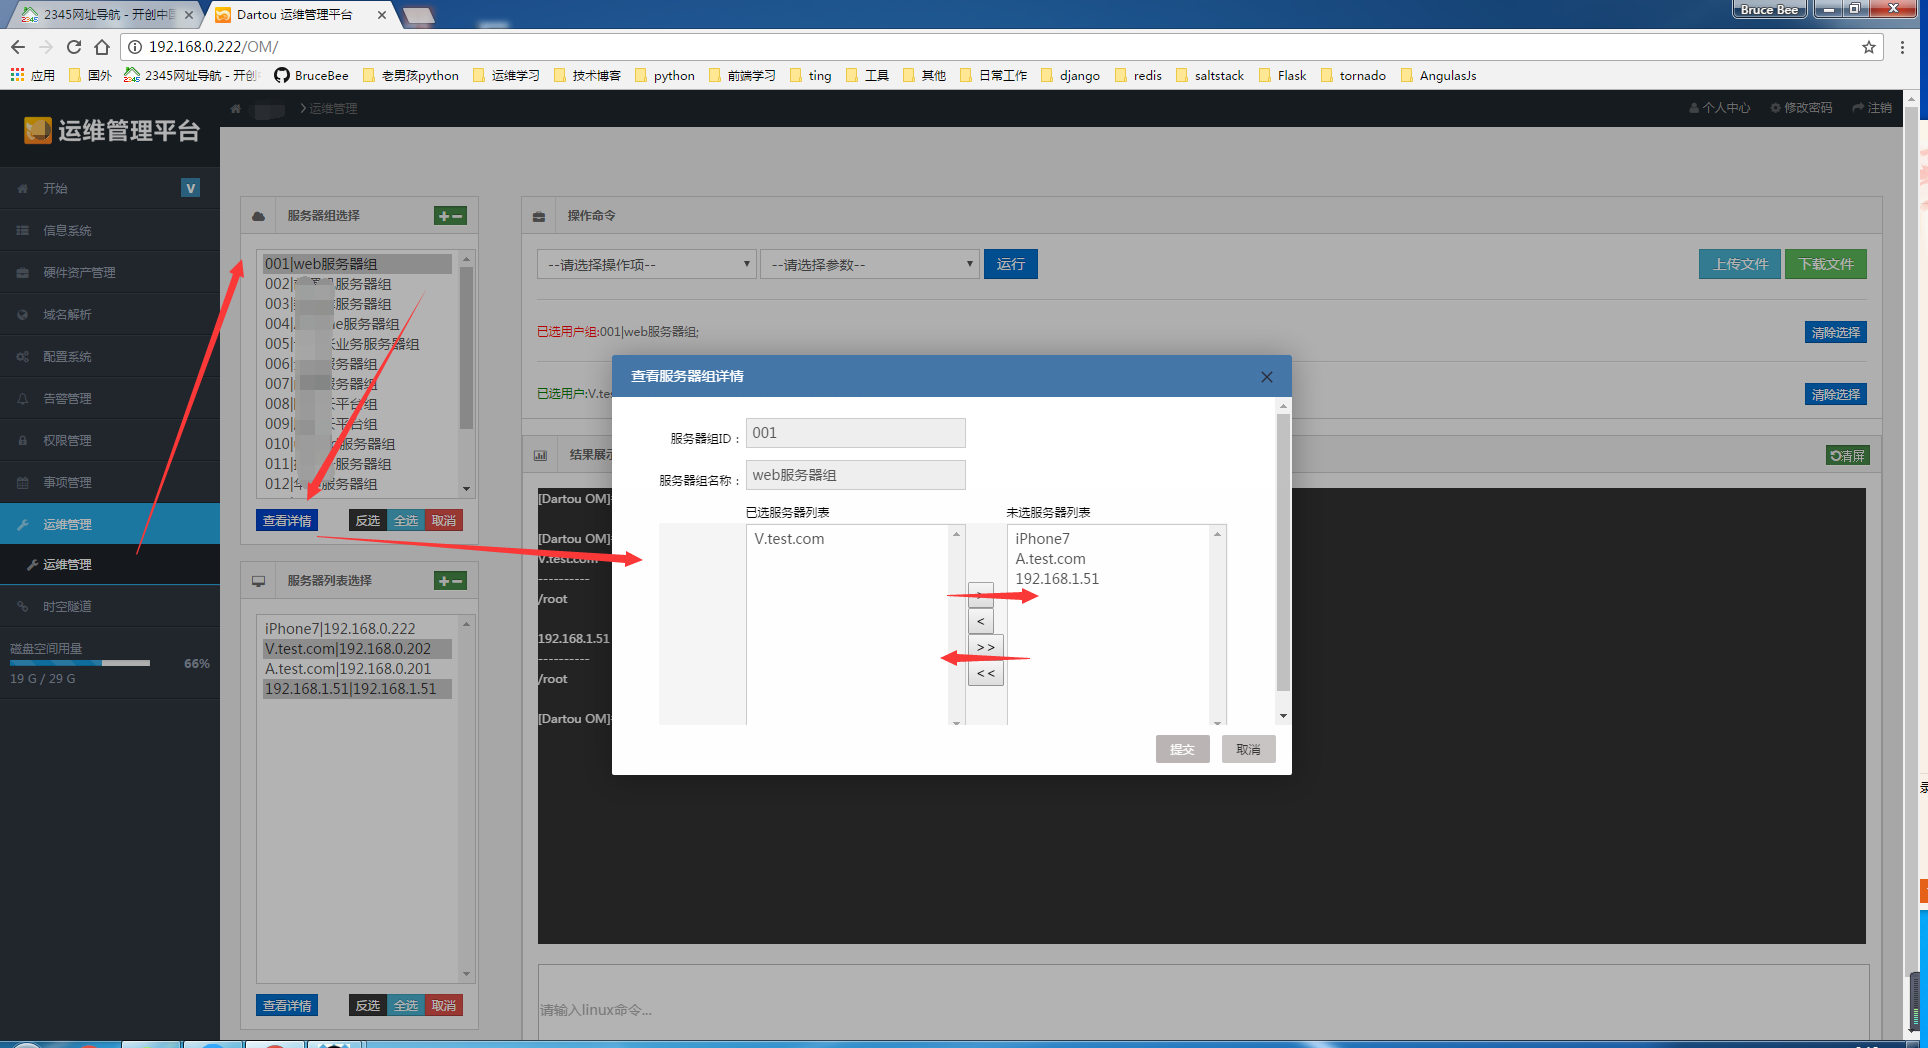 2345网址导航 - 开创中国
Dartou 运维管理平台
Bruce Bee
192.168.0.222/OM/
应用
国外
2345网址导航 - 开创
BruceBee
老男孩python
运维学习
技术博客
python
前端学习
ting
工具
其他
日常工作
django
redis
saltstack
Flask
tornado
AngulasJs
运维管理平台
运维管理
个人中心
修改密码
注销
开始
V
信息系统
硬件资产管理
域名解析
配置系统
告警管理
权限管理
事项管理
运维管理
运维管理
时空隧道
磁盘空间用量
66%
19 G / 29 G
服务器组选择
001|web服务器组
002| 服务器组
003| 服务器组
004| e服务器组
005| 业务服务器组
006| 服务器组
007| 服务器组
008| 平台组
009| 平台组
010| 服务器组
011| 服务器组
012| 服务器组
查看详情
反选
全选
取消
服务器列表选择
iPhone7|192.168.0.222
V.test.com|192.168.0.202
A.test.com|192.168.0.201
192.168.1.51|192.168.1.51
查看详情
反选
全选
取消
操作命令
--请选择操作项--
--请选择参数--
运行
上传文件
下载文件
已选用户组:001|web服务器组;
清除选择
已选用户:V.tes
清除选择
结果展示
清屏
[Dartou OM]
[Dartou OM]
V.test.com
----------
/root
192.168.1.51
----------
/root
[Dartou OM]
请输入linux命令...
查看服务器组详情
服务器组ID：
001
服务器组名称：
web服务器组
已选服务器列表
V.test.com
未选服务器列表
iPhone7
A.test.com
192.168.1.51
>
<
>>
<<
提交
取消